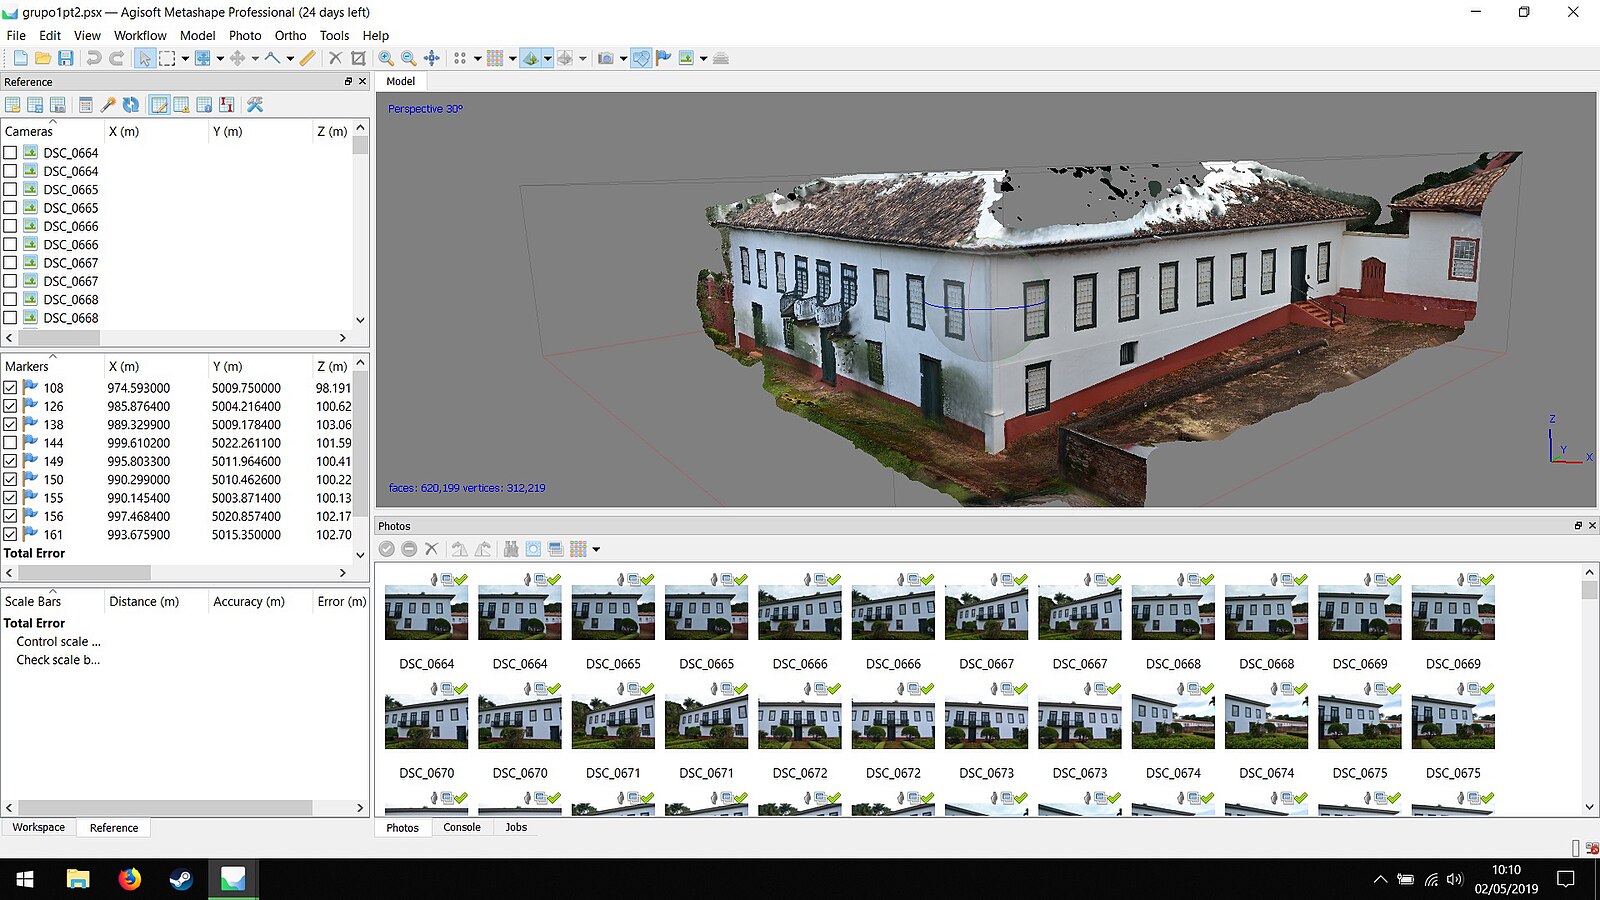 grupo1pt2.psx — Agisoft Metashape Professional (24 days left)
File Edit View Workflow Model Photo Ortho Tools Help
Reference
Cameras X (m) Y (m) Z (m)
DSC_0664
DSC_0664
DSC_0665
DSC_0665
DSC_0666
DSC_0666
DSC_0667
DSC_0667
DSC_0668
DSC_0668
Markers X (m) Y (m) Z (m)
108 974.593000 5009.750000 98.191
126 985.876400 5004.216400 100.62
138 989.329900 5009.178400 103.06
144 999.610200 5022.261100 101.59
149 995.803300 5011.964600 100.41
150 990.299000 5010.462600 100.22
155 990.145400 5003.871400 100.13
156 997.468400 5020.857400 102.17
161 993.675900 5015.350000 102.70
Total Error
Scale Bars Distance (m) Accuracy (m) Error (m)
Total Error
Control scale ...
Check scale b...
Workspace Reference
Model
Perspective 30°
Z
Y
X
faces: 620,199 vertices: 312,219
Photos
DSC_0664 DSC_0664 DSC_0665 DSC_0665 DSC_0666 DSC_0666 DSC_0667 DSC_0667 DSC_0668 DSC_0668 DSC_0669 DSC_0669
DSC_0670 DSC_0670 DSC_0671 DSC_0671 DSC_0672 DSC_0672 DSC_0673 DSC_0673 DSC_0674 DSC_0674 DSC_0675 DSC_0675
Photos Console Jobs
10:10
02/05/2019